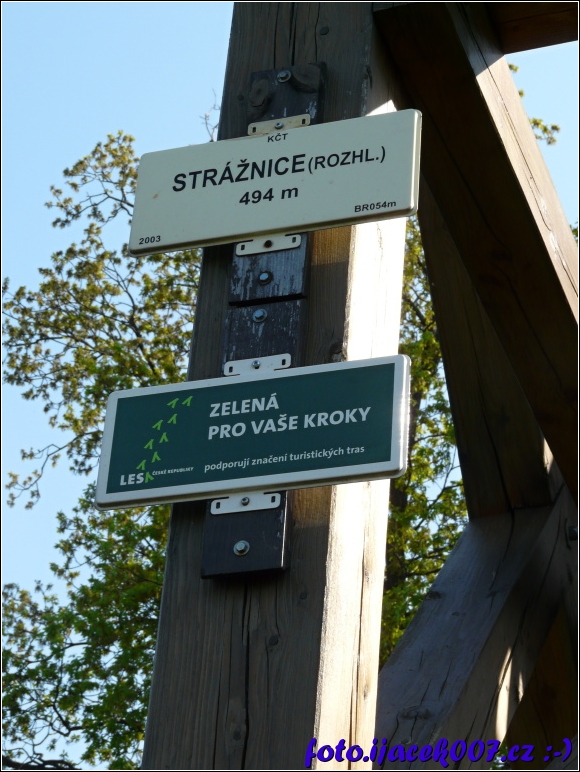 KČT
STRÁŽNICE (ROZHL.)
494 m
2003
BR054m
ZELENÁ
PRO VAŠE KROKY
LESY ČESKÉ REPUBLIKY
podporují značení turistických tras
foto.ijacek007.cz :-)